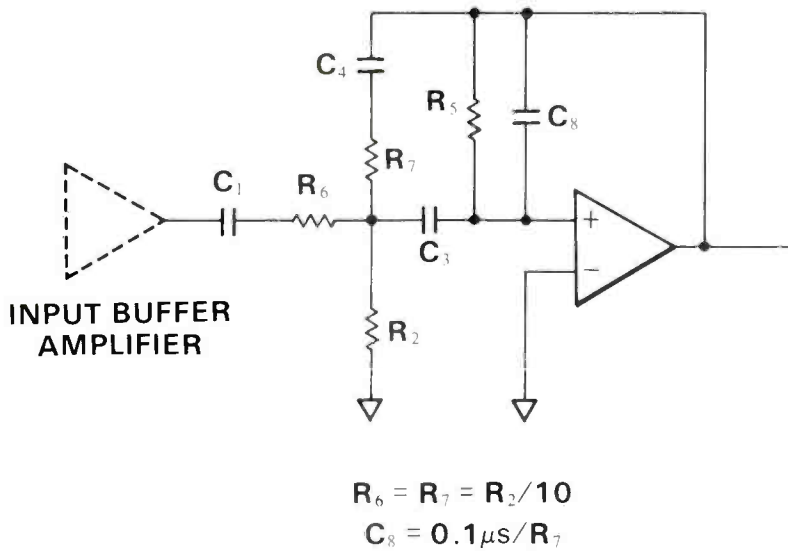 C₄
R₅
C₈
R₇
C₁
R₆
+
C₃
−
INPUT BUFFER
AMPLIFIER
R₂
R₆ = R₇ = R₂/10
C₈ = 0.1μs/R₇